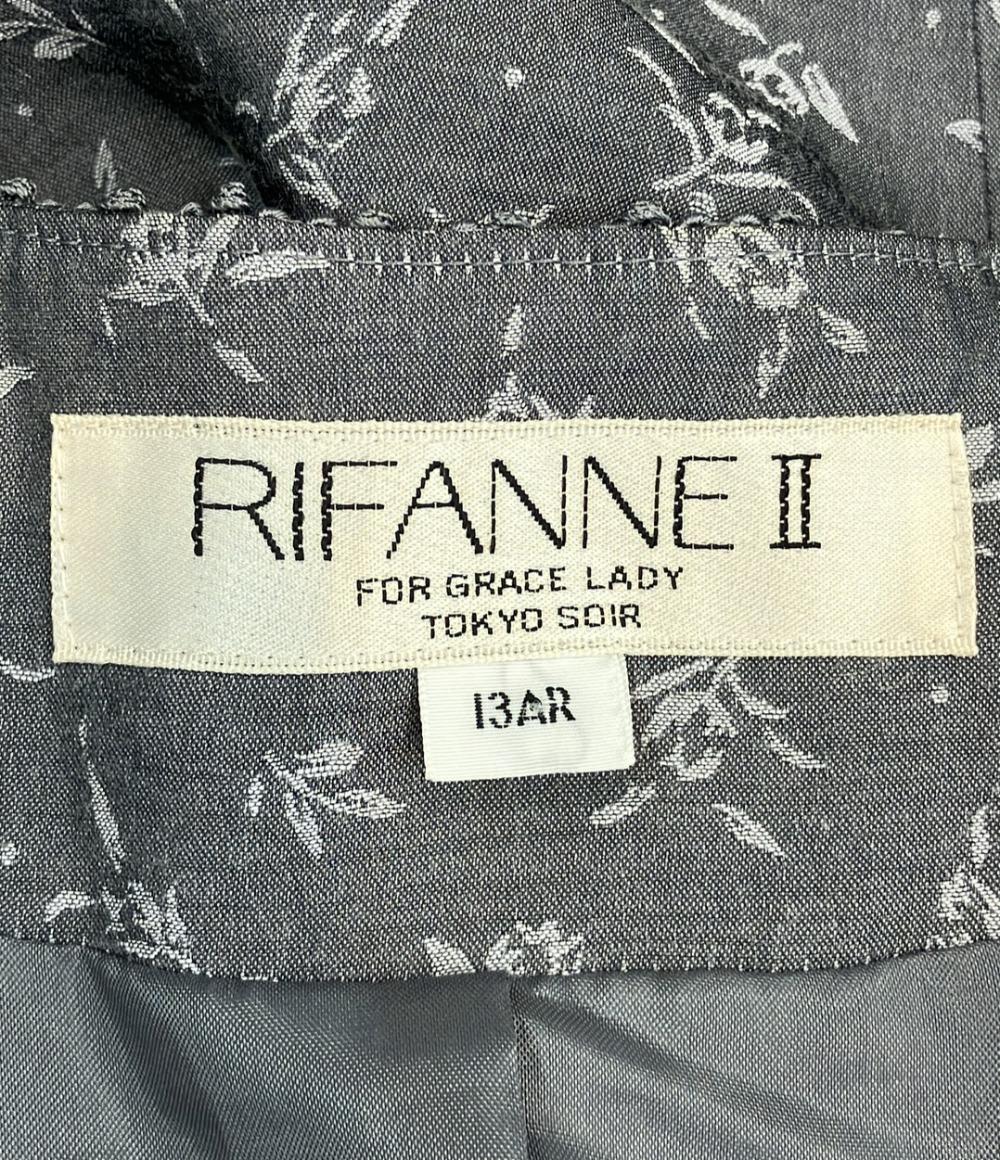 RIFANNE II
FOR GRACE LADY
TOKYO SOIR
13AR